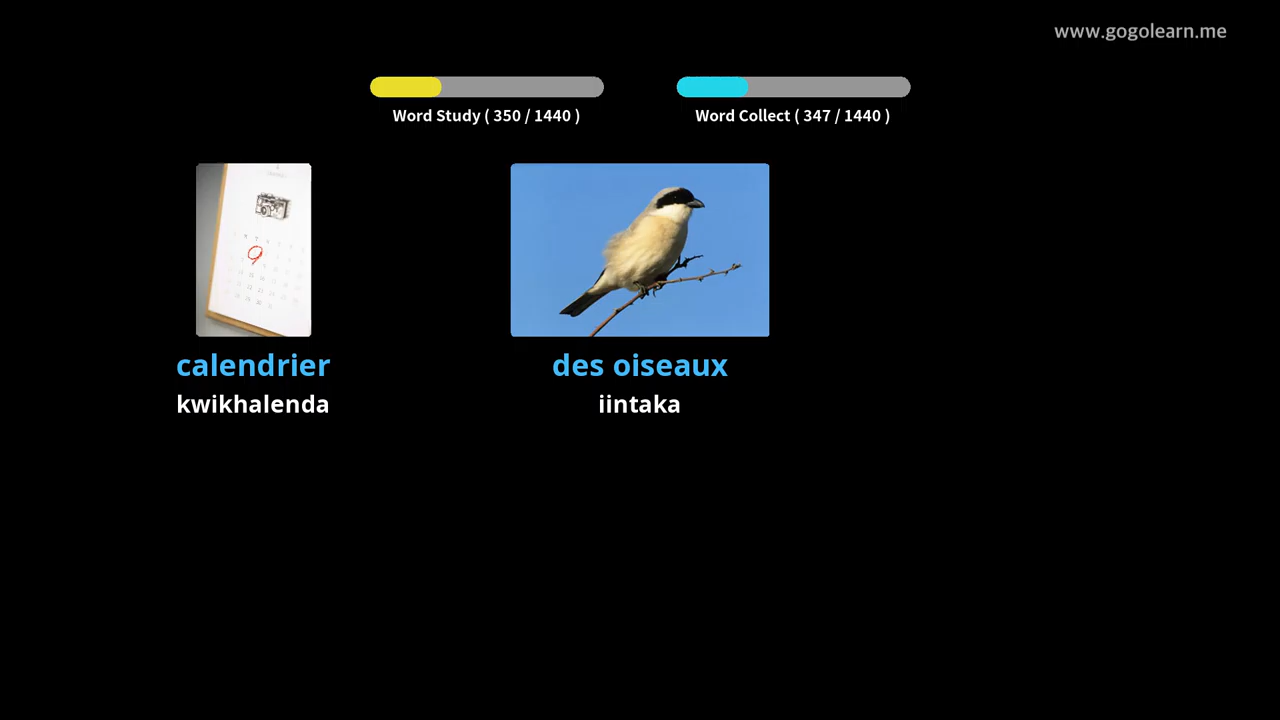 www.gogolearn.me
Word Study ( 350 / 1440 )
Word Collect ( 347 / 1440 )
calendrier
kwikhalenda
des oiseaux
iintaka